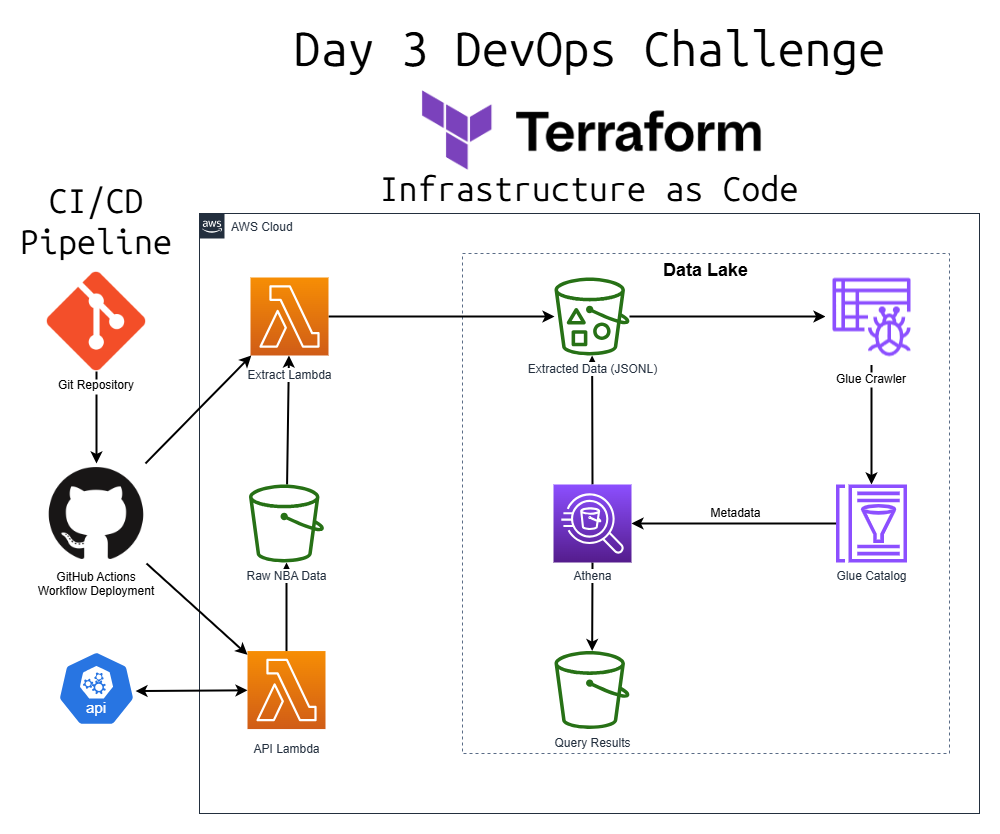 Day 3 DevOps Challenge
Terraform
Infrastructure as Code
CI/CD
Pipeline
aws
AWS Cloud
Data Lake
Git Repository
Extract Lambda
Extracted Data (JSONL)
Glue Crawler
GitHub Actions
Workflow Deployment
Raw NBA Data
Athena
Metadata
Glue Catalog
api
API Lambda
Query Results